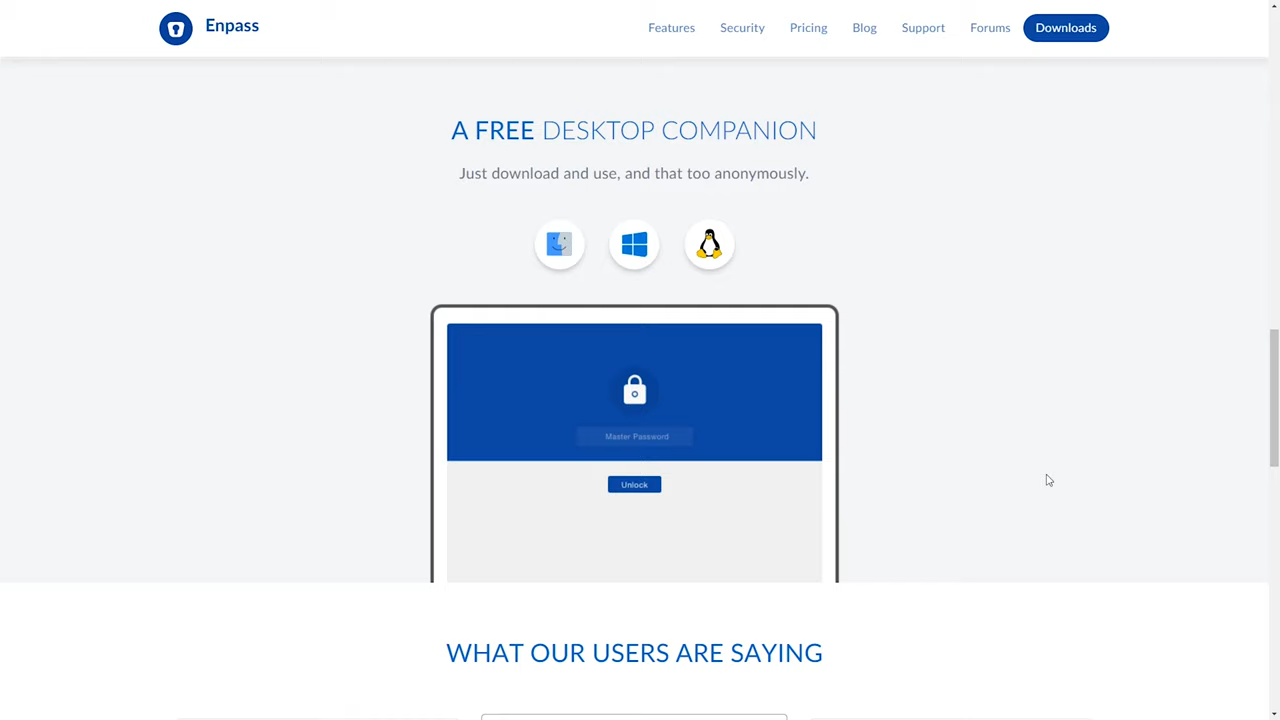 Enpass
Features Security Pricing Blog Support Forums Downloads
A FREE DESKTOP COMPANION
Just download and use, and that too anonymously.
Master Password
Unlock
WHAT OUR USERS ARE SAYING